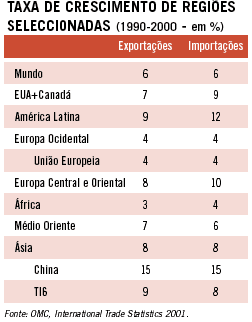 TAXA DE CRESCIMENTO DE REGIÕES
SELECCIONADAS (1990-2000 - em %)
Exportações Importações
Mundo 6 6
EUA+Canadá 7 9
América Latina 9 12
Europa Ocidental 4 4
União Europeia 4 4
Europa Central e Oriental 8 10
África 3 4
Médio Oriente 7 6
Ásia 8 8
China 15 15
TI6 9 8
Fonte: OMC, International Trade Statistics 2001.